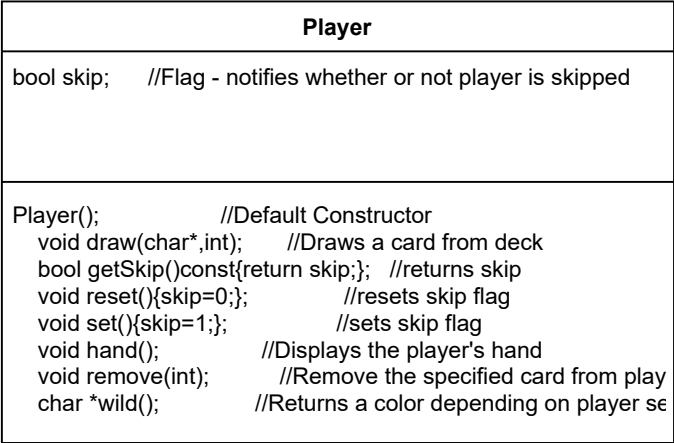 Player
bool skip; //Flag - notifies whether or not player is skipped
Player(); //Default Constructor
void draw(char*,int); //Draws a card from deck
bool getSkip()const{return skip;}; //returns skip
void reset(){skip=0;}; //resets skip flag
void set(){skip=1;}; //sets skip flag
void hand(); //Displays the player's hand
void remove(int); //Remove the specified card from play
char *wild(); //Returns a color depending on player se